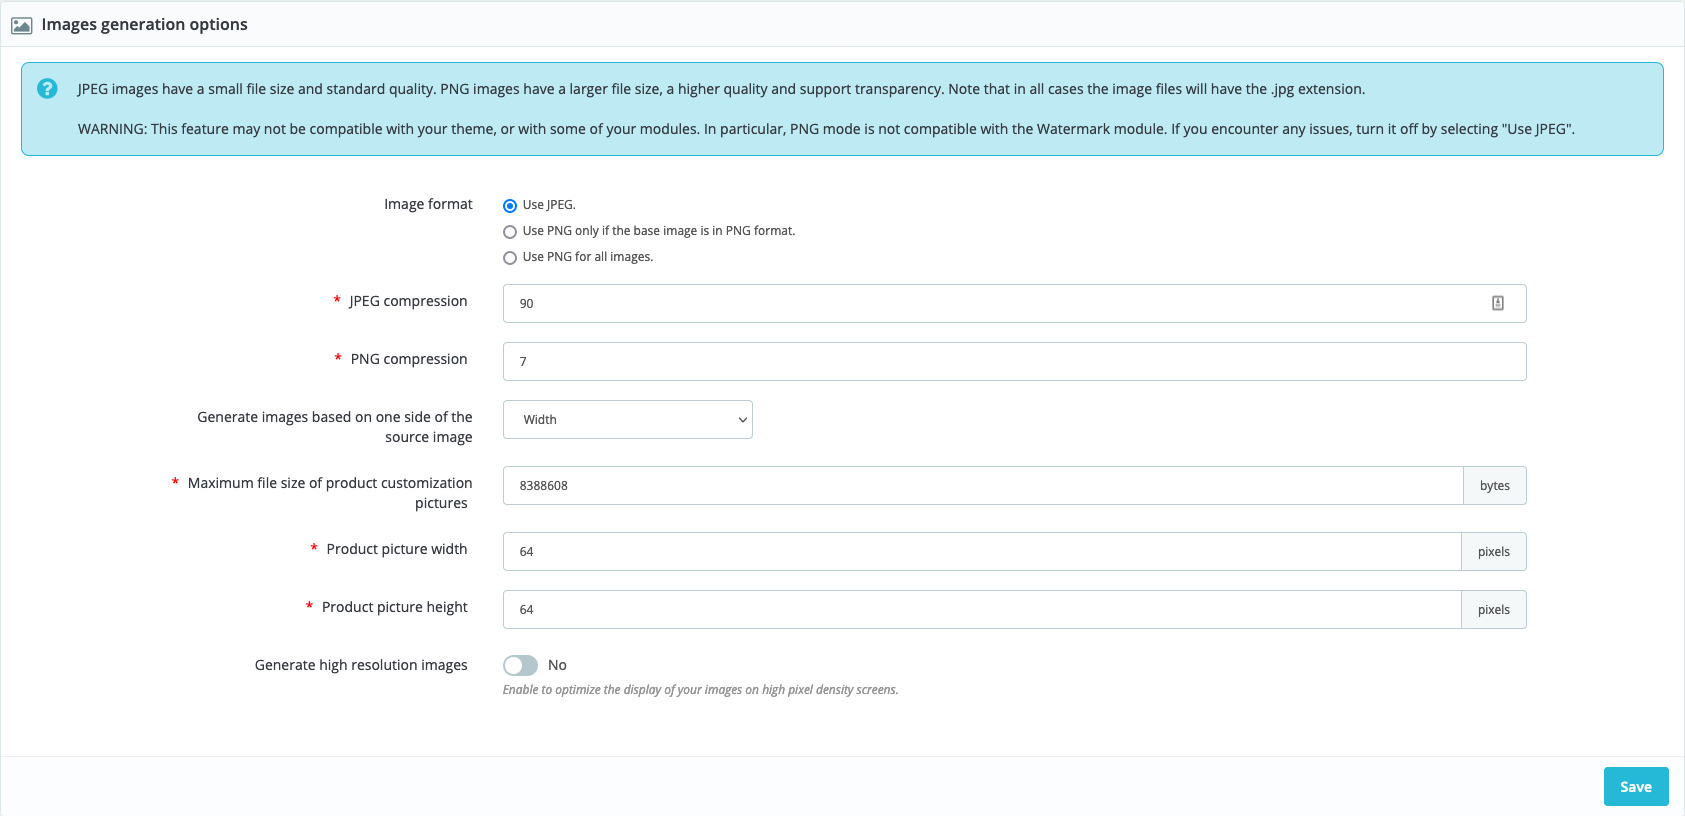 Images generation options
JPEG images have a small file size and standard quality. PNG images have a larger file size, a higher quality and support transparency. Note that in all cases the image files will have the .jpg extension.
WARNING: This feature may not be compatible with your theme, or with some of your modules. In particular, PNG mode is not compatible with the Watermark module. If you encounter any issues, turn it off by selecting "Use JPEG".
Image format
Use JPEG.
Use PNG only if the base image is in PNG format.
Use PNG for all images.
* JPEG compression
90
* PNG compression
7
Generate images based on one side of the
source image
Width
* Maximum file size of product customization
pictures
8388608
bytes
* Product picture width
64
pixels
* Product picture height
64
pixels
Generate high resolution images
No
Enable to optimize the display of your images on high pixel density screens.
Save